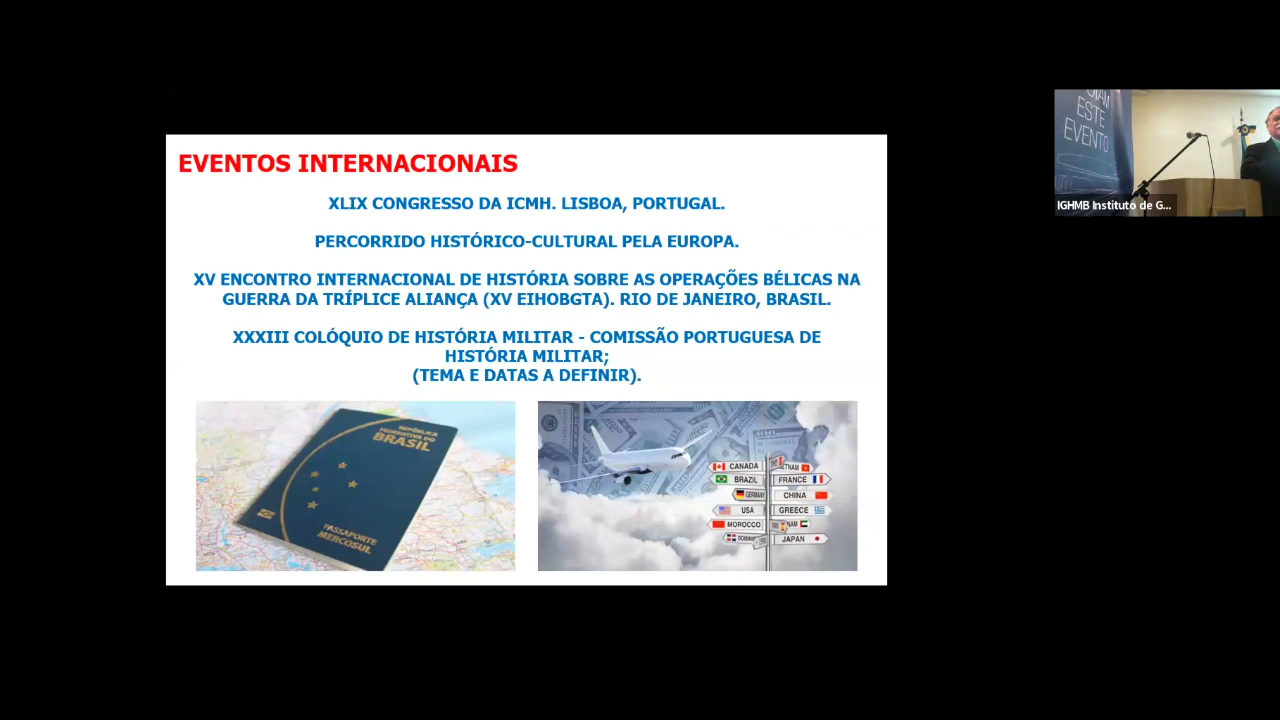 EVENTOS INTERNACIONAIS
XLIX CONGRESSO DA ICMH. LISBOA, PORTUGAL.
PERCORRIDO HISTÓRICO-CULTURAL PELA EUROPA.
XV ENCONTRO INTERNACIONAL DE HISTÓRIA SOBRE AS OPERAÇÕES BÉLICAS NA
GUERRA DA TRÍPLICE ALIANÇA (XV EIHOBGTA). RIO DE JANEIRO, BRASIL.
XXXIII COLÓQUIO DE HISTÓRIA MILITAR - COMISSÃO PORTUGUESA DE
HISTÓRIA MILITAR;
(TEMA E DATAS A DEFINIR).
REPÚBLICA
FEDERATIVA DO
BRASIL
PASSAPORTE
MERCOSUL
CANADA
BRAZIL
FRANCE
GERMANY
CHINA
USA
GREECE
MOROCCO
JAPAN
ESTE
EVENTO
IGHMB Instituto de G...